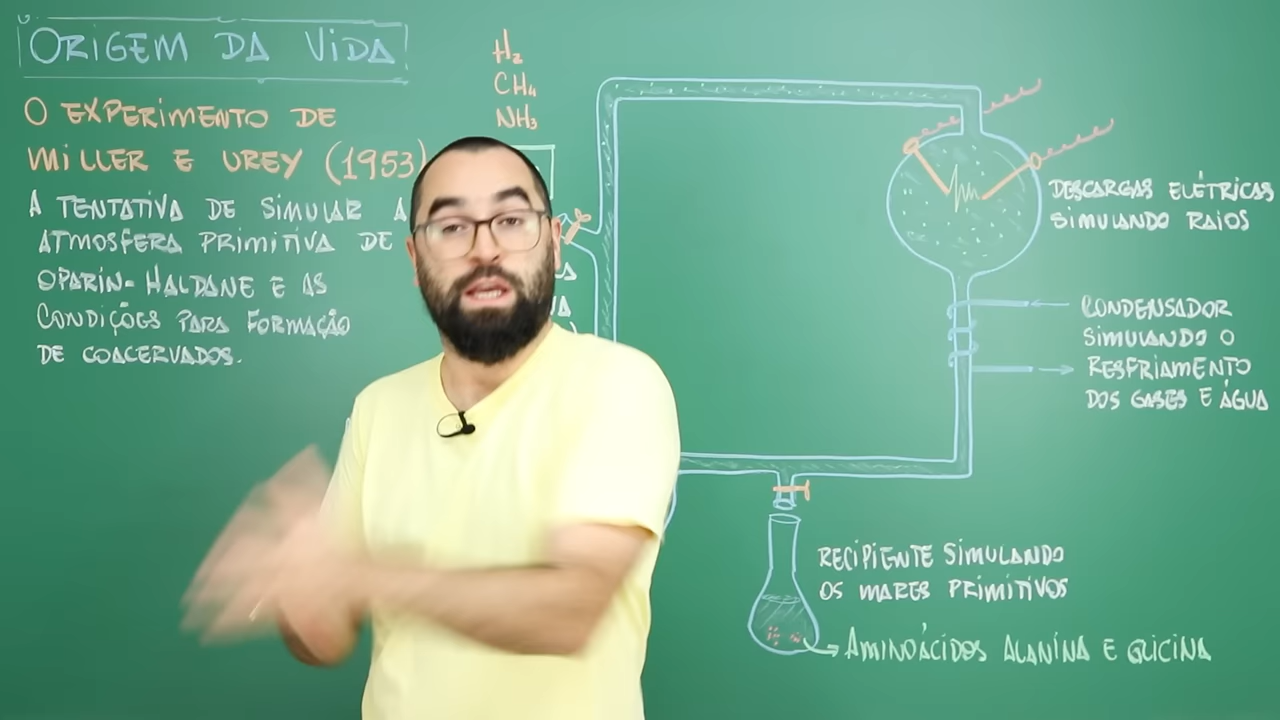 ORIGEM DA VIDA
O EXPERIMENTO DE
MILLER E UREY (1953)
A TENTATIVA DE SIMULAR A
ATMOSFERA PRIMITIVA DE
OPARIN-HALDANE E AS
CONDIÇÕES PARA FORMAÇÃO
DE COACERVADOS.
H₂
CH₄
NH₃
DESCARGAS ELÉTRICAS
SIMULANDO RAIOS
CONDENSADOR
SIMULANDO O
RESFRIAMENTO
DOS GASES E ÁGUA
RECIPIENTE SIMULANDO
OS MARES PRIMITIVOS
AMINOÁCIDOS ALANINA E GLICINA